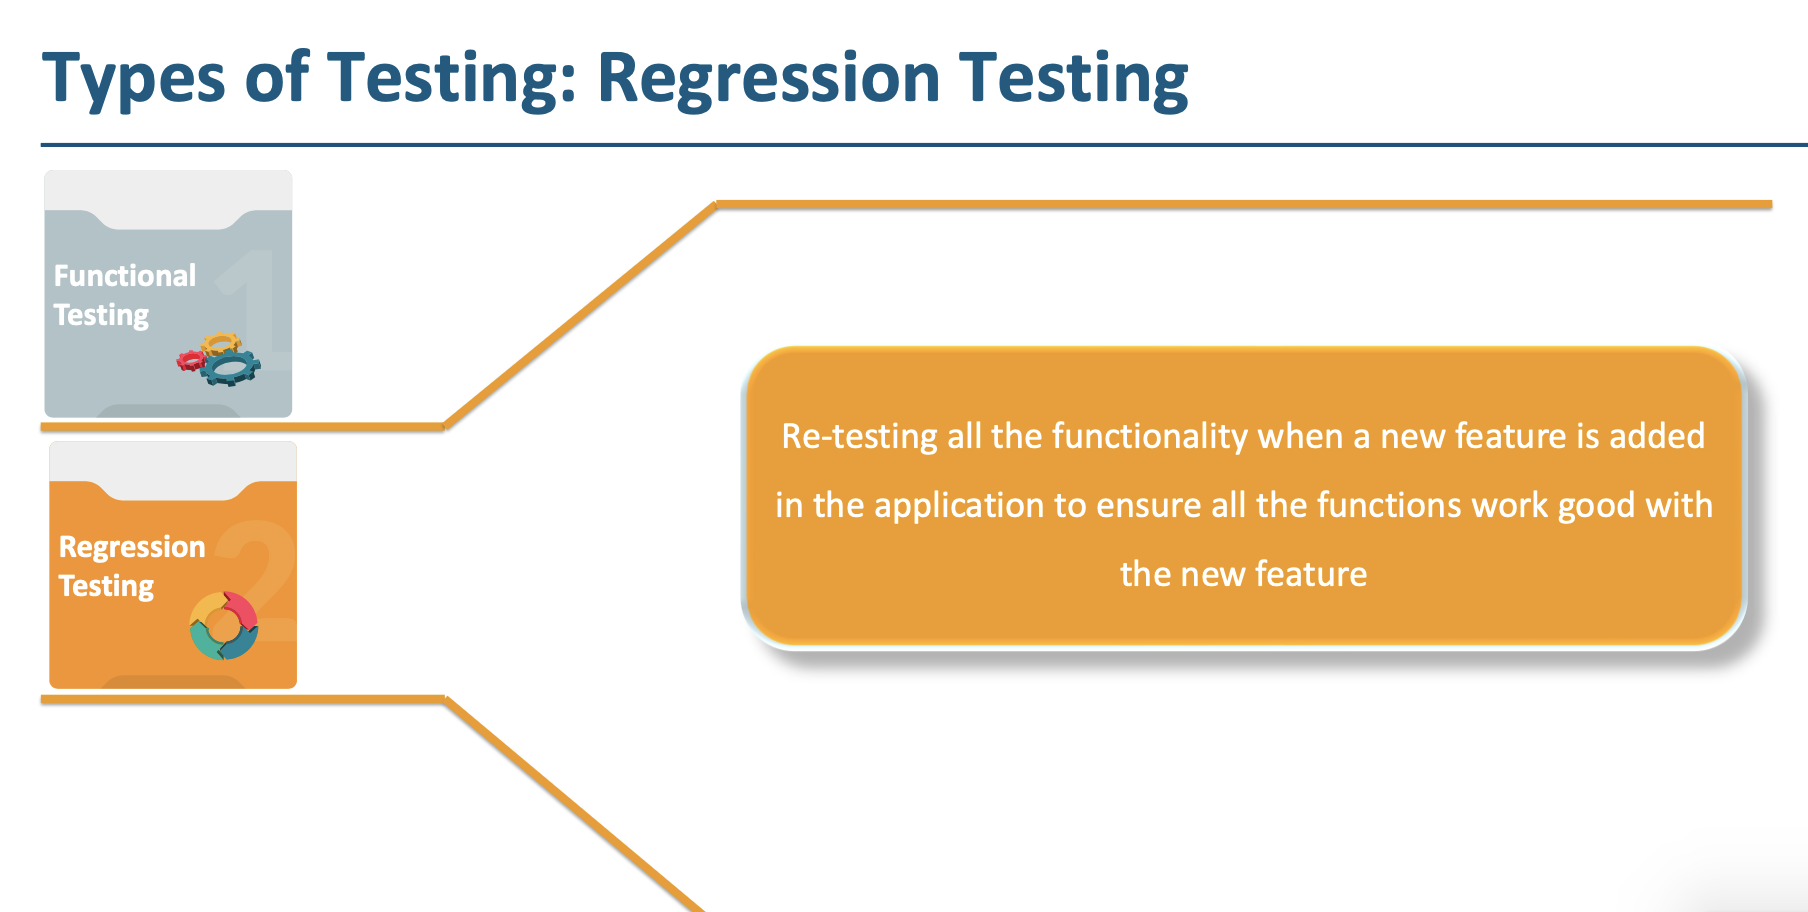 Types of Testing: Regression Testing
1
Functional
Testing
2
Regression
Testing
Re-testing all the functionality when a new feature is added
in the application to ensure all the functions work good with
the new feature